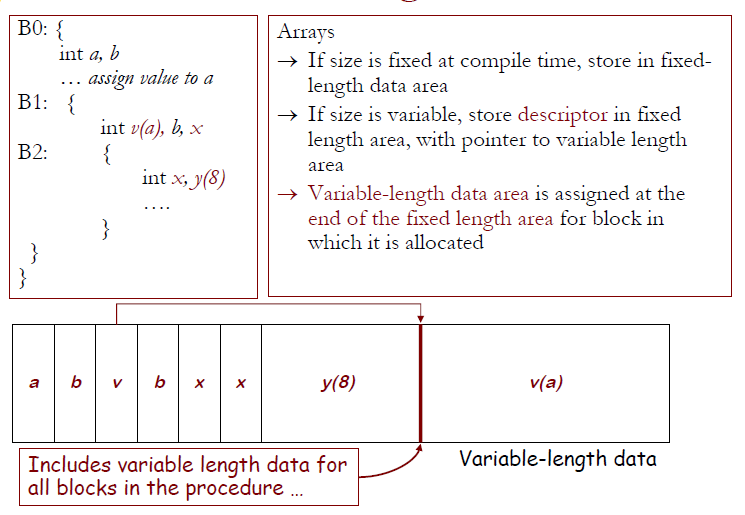 B0: {
int a, b
… assign value to a
B1: {
int v(a), b, x
B2: {
int x, y(8)
….
}
}
}
Arrays
→ If size is fixed at compile time, store in fixed-
length data area
→ If size is variable, store descriptor in fixed
length area, with pointer to variable length
area
→ Variable-length data area is assigned at the
end of the fixed length area for block in
which it is allocated
a b v b x x y(8) v(a)
Includes variable length data for
all blocks in the procedure …
Variable-length data